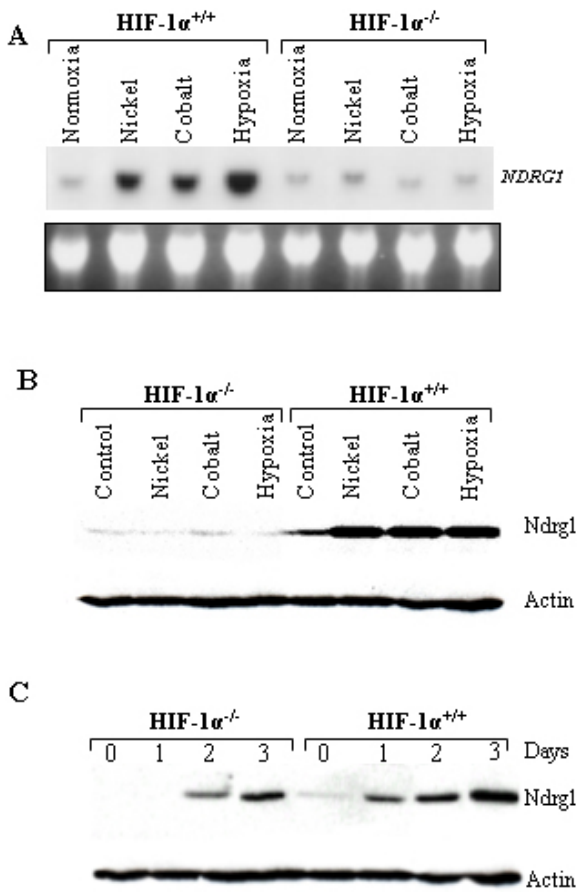 A
HIF-1α+/+ HIF-1α-/-
Normoxia Nickel Cobalt Hypoxia Normoxia Nickel Cobalt Hypoxia
NDRG1
B
HIF-1α-/- HIF-1α+/+
Control Nickel Cobalt Hypoxia Control Nickel Cobalt Hypoxia
Ndrg1
Actin
C
HIF-1α-/- HIF-1α+/+
0 1 2 3 0 1 2 3 Days
Ndrg1
Actin